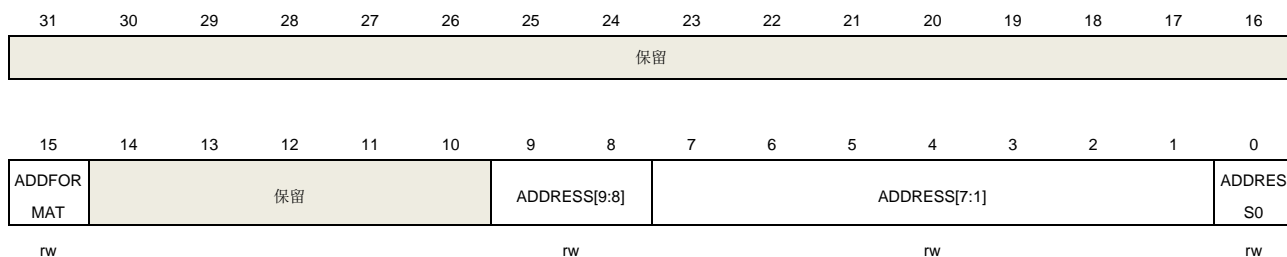 31 30 29 28 27 26 25 24 23 22 21 20 19 18 17 16
保留
15 14 13 12 11 10 9 8 7 6 5 4 3 2 1 0
ADDFOR
MAT
保留
ADDRESS[9:8]
ADDRESS[7:1]
ADDRES
S0
rw rw rw rw